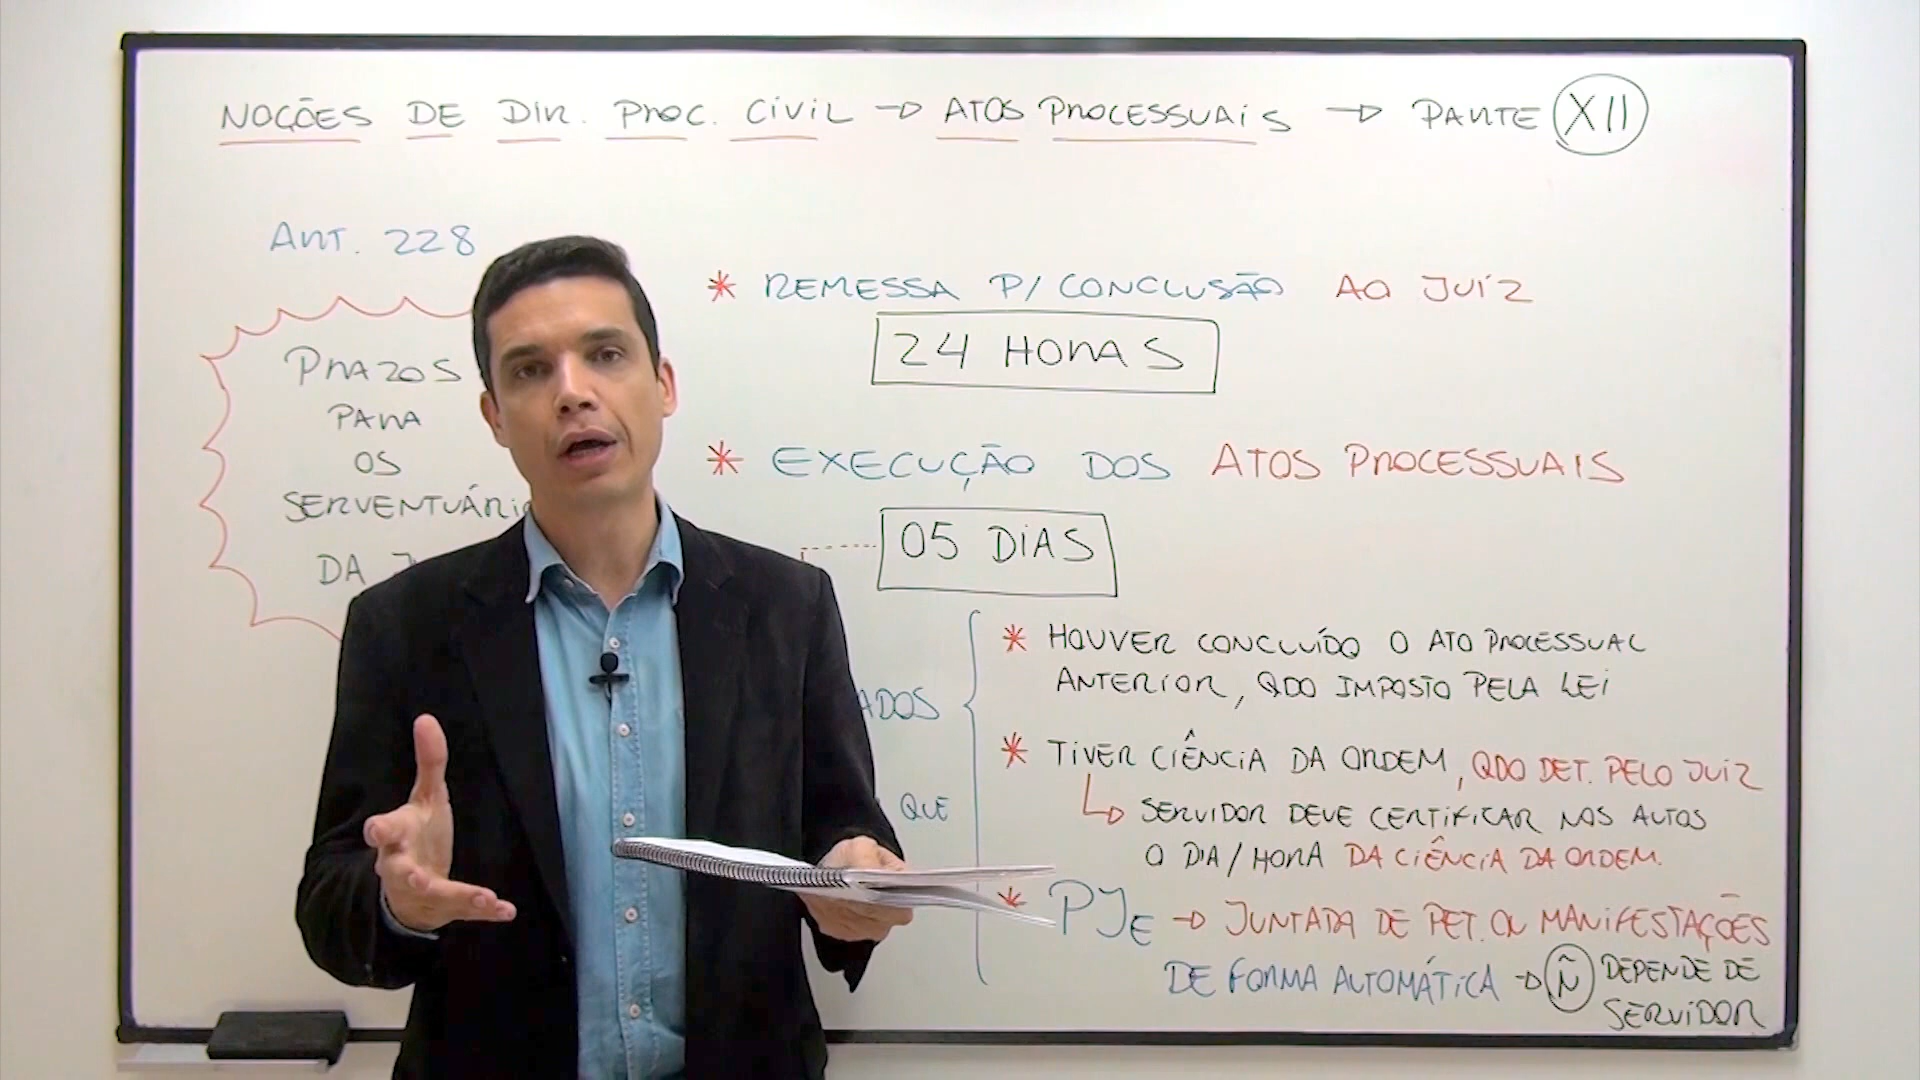 NOÇÕES DE DIR. PROC. CIVIL → ATOS PROCESSUAIS → PARTE XII
ART. 228
PRAZOS
PARA
OS
DA
* REMESSA P/ CONCLUSÃO AO JUIZ
24 HORAS
* EXECUÇÃO DOS ATOS PROCESSUAIS
05 DIAS
QUE
* HOUVER CONCLUÍDO O ATO PROCESSUAL
ANTERIOR, QDO IMPOSTO PELA LEI
* TIVER CIÊNCIA DA ORDEM, QDO DET. PELO JUIZ
↳ SERVIDOR DEVE CERTIFICAR NOS AUTOS
O DIA/HORA DA CIÊNCIA DA ORDEM.
* PJE → JUNTADA DE PET. OU MANIFESTAÇÕES
DE FORMA AUTOMÁTICA → Ñ DEPENDE DE
SERVIDOR